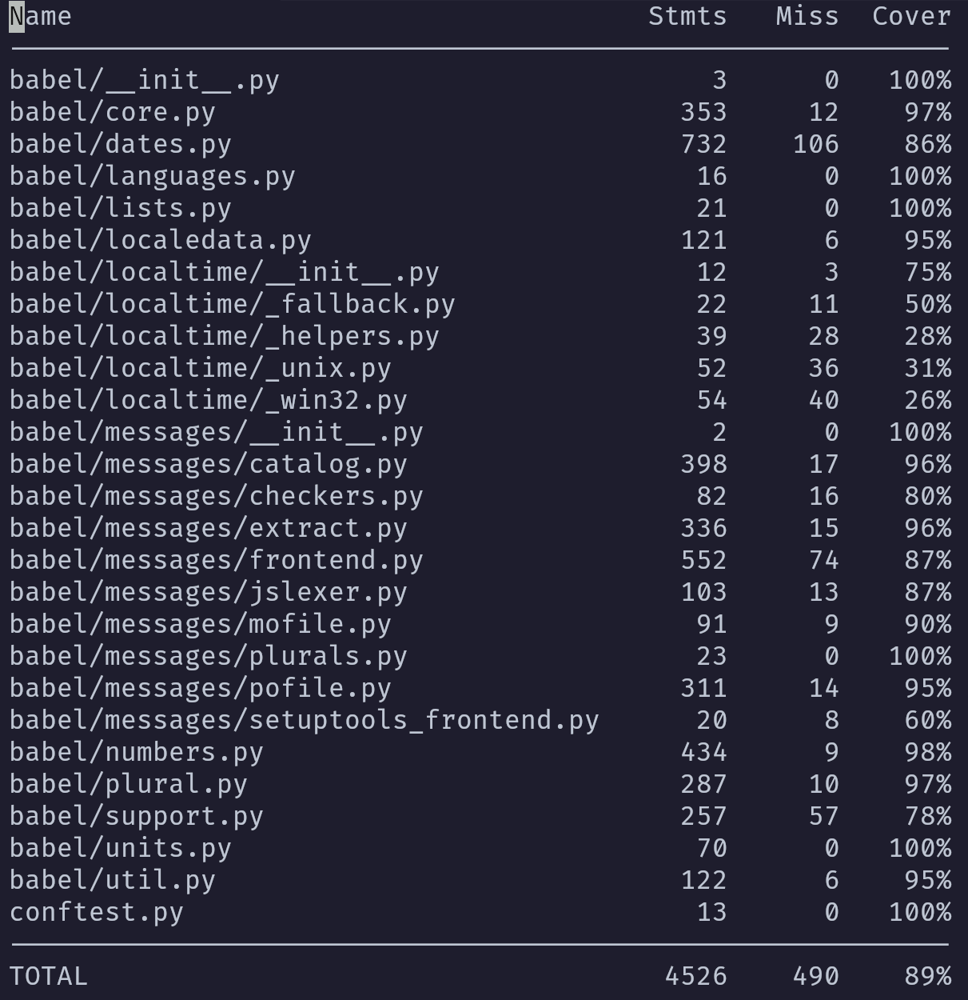 Name Stmts Miss Cover
babel/__init__.py 3 0 100%
babel/core.py 353 12 97%
babel/dates.py 732 106 86%
babel/languages.py 16 0 100%
babel/lists.py 21 0 100%
babel/localedata.py 121 6 95%
babel/localtime/__init__.py 12 3 75%
babel/localtime/_fallback.py 22 11 50%
babel/localtime/_helpers.py 39 28 28%
babel/localtime/_unix.py 52 36 31%
babel/localtime/_win32.py 54 40 26%
babel/messages/__init__.py 2 0 100%
babel/messages/catalog.py 398 17 96%
babel/messages/checkers.py 82 16 80%
babel/messages/extract.py 336 15 96%
babel/messages/frontend.py 552 74 87%
babel/messages/jslexer.py 103 13 87%
babel/messages/mofile.py 91 9 90%
babel/messages/plurals.py 23 0 100%
babel/messages/pofile.py 311 14 95%
babel/messages/setuptools_frontend.py 20 8 60%
babel/numbers.py 434 9 98%
babel/plural.py 287 10 97%
babel/support.py 257 57 78%
babel/units.py 70 0 100%
babel/util.py 122 6 95%
conftest.py 13 0 100%
TOTAL 4526 490 89%